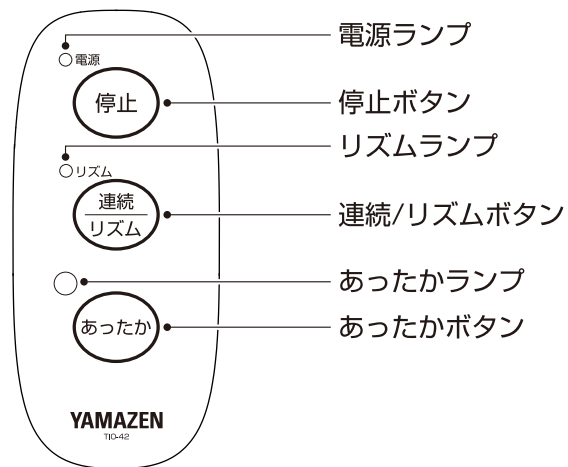 電源ランプ
電源
停止
停止ボタン
リズムランプ
リズム
連続
リズム
連続/リズムボタン
あったかランプ
あったか
あったかボタン
YAMAZEN
TIO-42